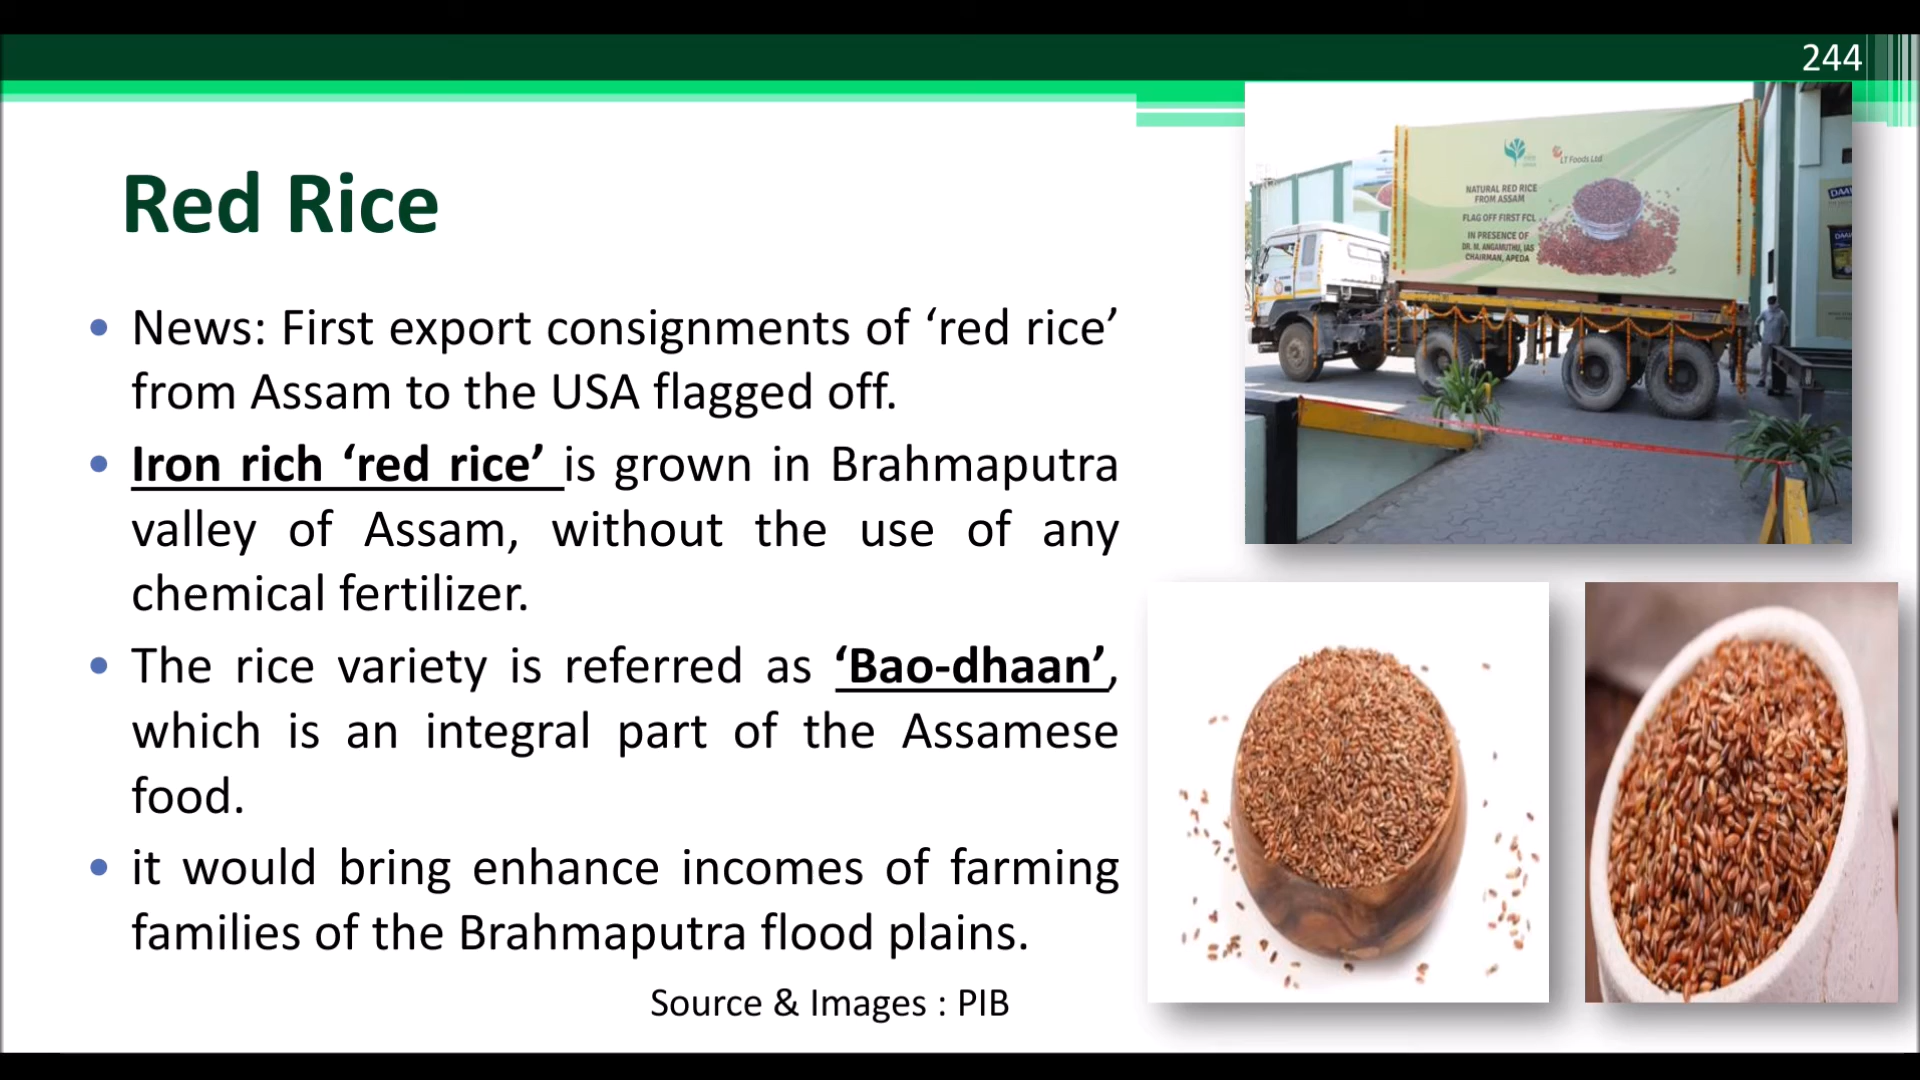 244
Red Rice
• News: First export consignments of ‘red rice’
from Assam to the USA flagged off.
• Iron rich ‘red rice’ is grown in Brahmaputra
valley of Assam, without the use of any
chemical fertilizer.
• The rice variety is referred as ‘Bao-dhaan’,
which is an integral part of the Assamese
food.
• it would bring enhance incomes of farming
families of the Brahmaputra flood plains.
Source & Images : PIB
LT Foods Ltd
NATURAL RED RICE
FROM ASSAM
FLAG OFF FIRST FCL
IN PRESENCE OF
DR. M. ANGAMUTHU, IAS
CHAIRMAN, APEDA